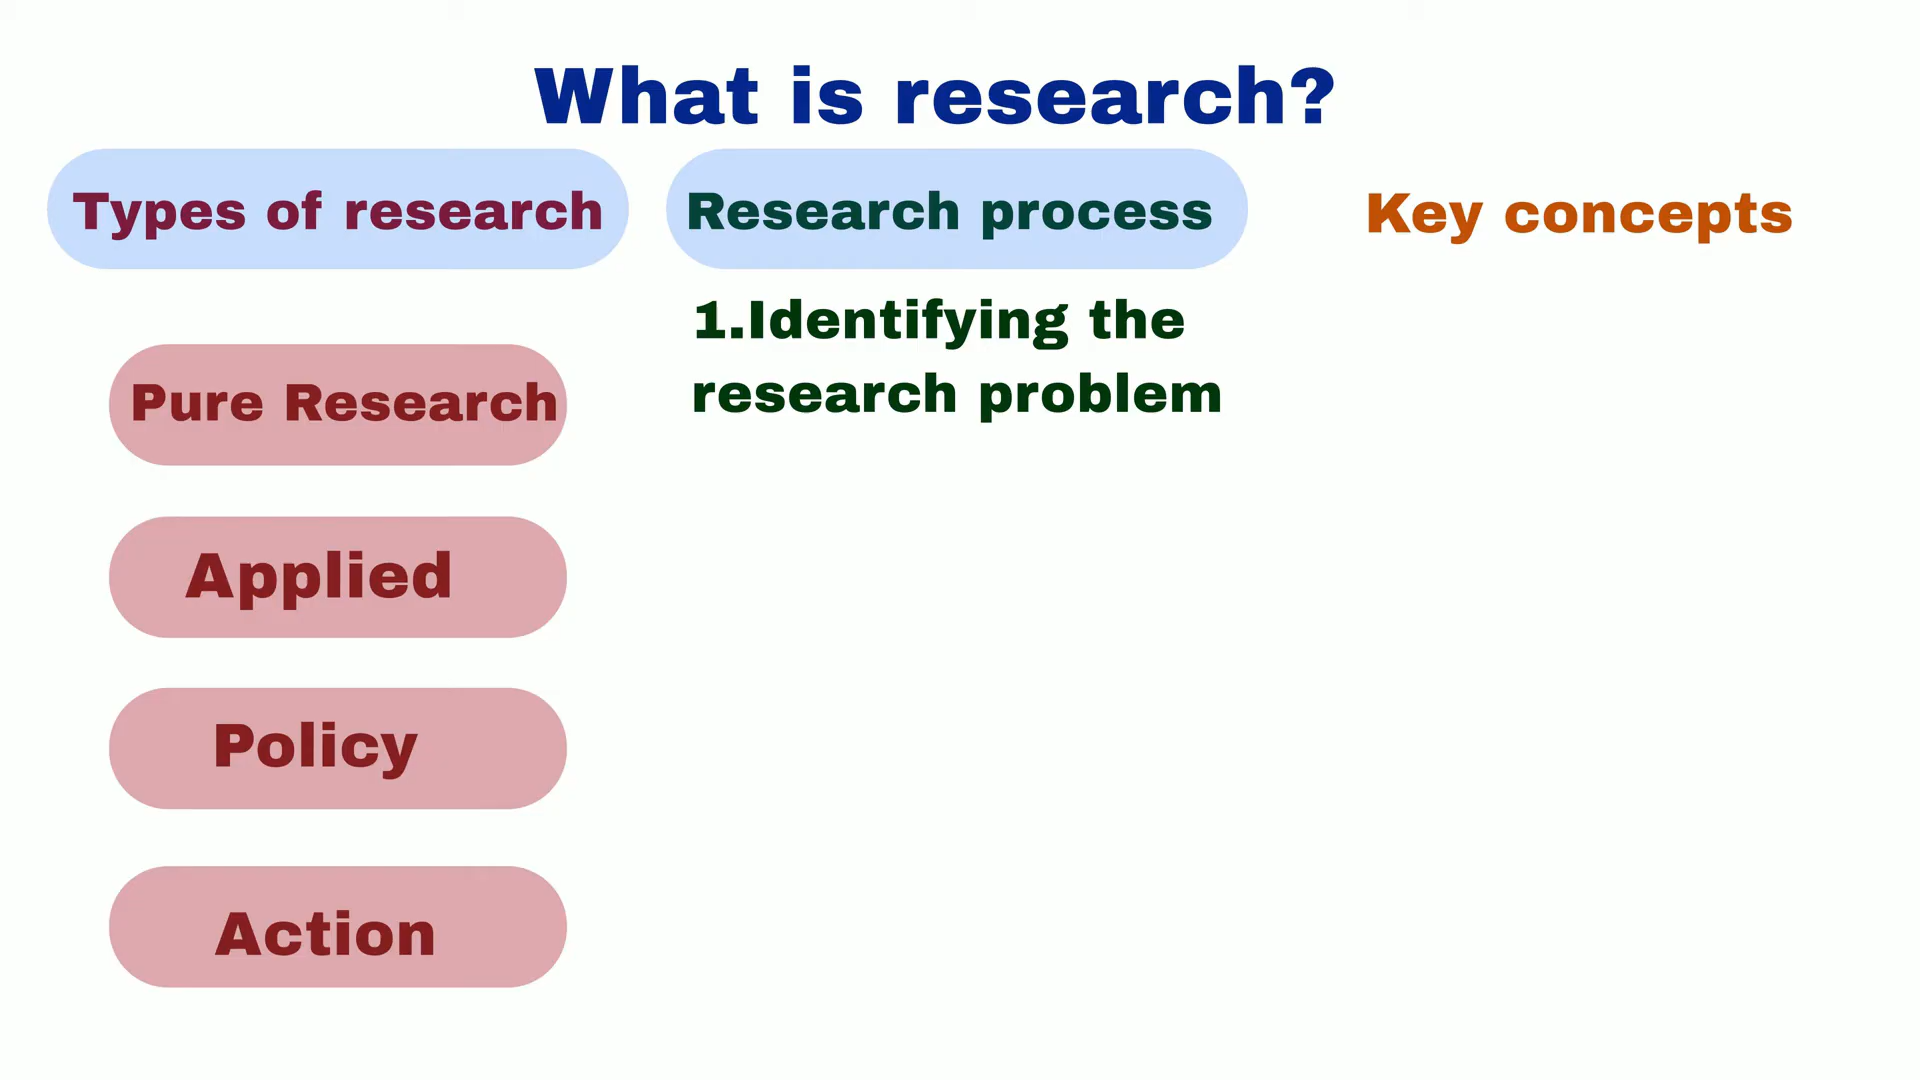 What is research?
Types of research
Research process
Key concepts
1.Identifying the
research problem
Pure Research
Applied
Policy
Action